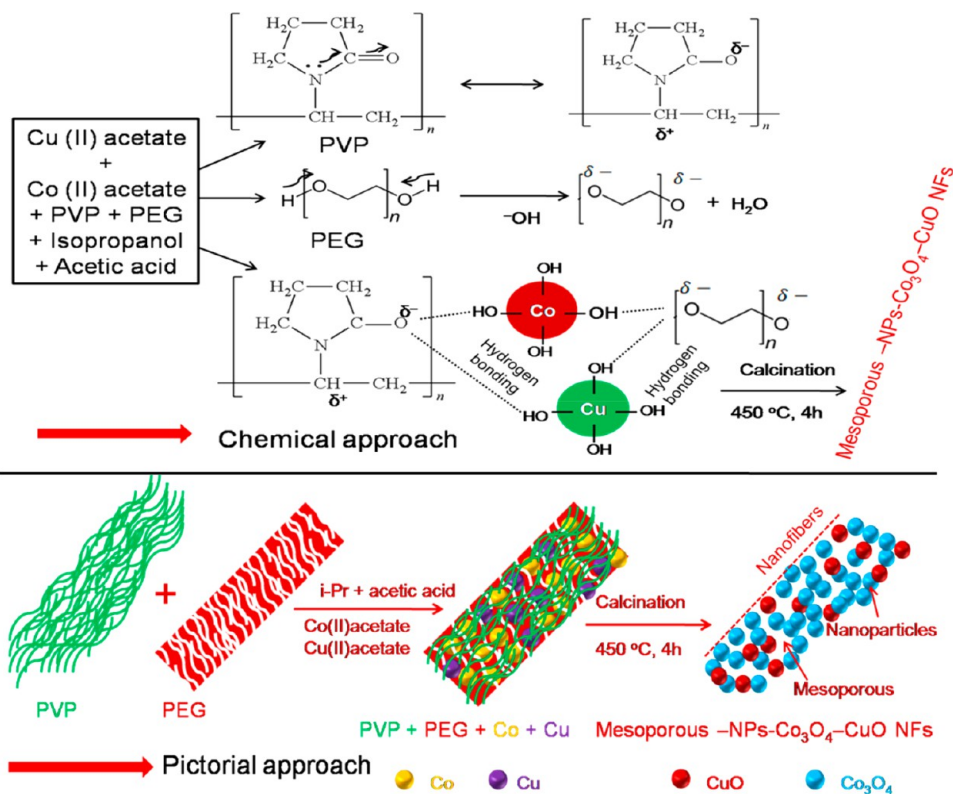 H₂C—CH₂
H₂C
C=O
N
CH—CH₂
n
PVP
H₂C—CH₂
H₂C
O
δ⁻
N
CH—CH₂
n
δ⁺
Cu (II) acetate
+
Co (II) acetate
+ PVP + PEG
+ Isopropanol
+ Acetic acid
H
O
O
H
n
PEG
⁻OH
δ −
O
O
n
δ −
+ H₂O
H₂C—CH₂
H₂C
O
δ⁻
N
CH—CH₂
n
δ⁺
Hydrogen
bonding
OH
HO
Co
OH
OH
OH
HO
Cu
OH
OH
Hydrogen
bonding
δ −
O
O
n
δ −
Calcination
450 ºC, 4h
Mesoporous –NPs-Co₃O₄–CuO NFs
Chemical approach
PVP
+
PEG
i-Pr + acetic acid
Co(II)acetate
Cu(II)acetate
PVP + PEG + Co + Cu
Calcination
450 ºC, 4h
Nanofibers
Nanoparticles
Mesoporous
Mesoporous –NPs-Co₃O₄–CuO NFs
Pictorial approach
Co
Cu
CuO
Co₃O₄